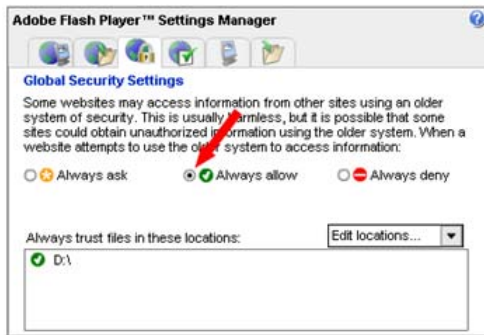 Adobe Flash Player™ Settings Manager
Global Security Settings
Some websites may access information from other sites using an older
system of security. This is usually harmless, but it is possible that some
sites could obtain unauthorized information using the older system. When a
website attempts to use the older system to access information:
Always ask Always allow Always deny
Always trust files in these locations: Edit locations...
D:\